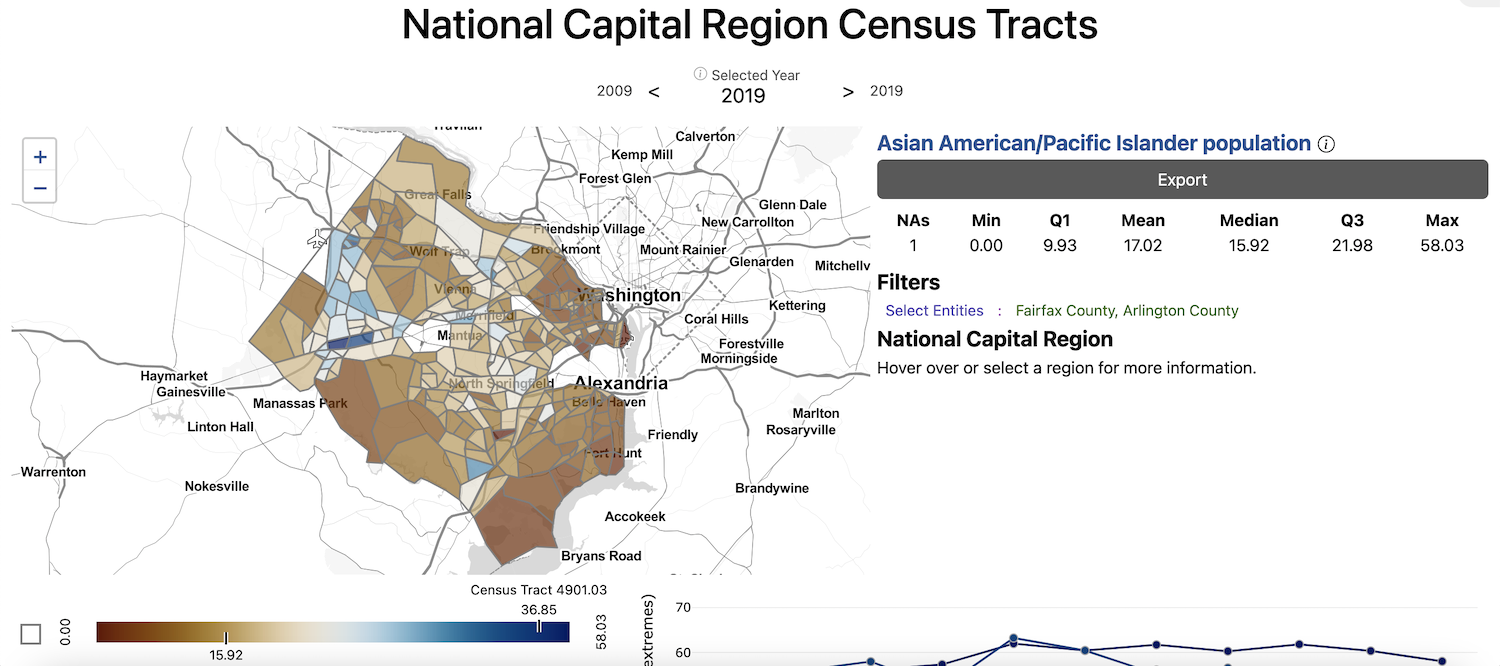 National Capital Region Census Tracts
ⓘ Selected Year
2009 < 2019 > 2019
+
−
Calverton
Kemp Mill
Forest Glen
Great Falls
Glenn Dale
New Carrollton
Friendship Village
Wolf Trap
Brookmont
Mount Rainier
Glenarden
Mitchellv
Vienna
Washington
Kettering
Merrifield
Coral Hills
Mantua
Forestville
Morningside
Haymarket
Gainesville
North Springfield
Alexandria
Manassas Park
Belle Haven
Marlton
Linton Hall
Rosaryville
Friendly
Fort Hunt
Warrenton
Nokesville
Brandywine
Accokeek
Bryans Road
Asian American/Pacific Islander population ⓘ
Export
NAs Min Q1 Mean Median Q3 Max
1 0.00 9.93 17.02 15.92 21.98 58.03
Filters
Select Entities : Fairfax County, Arlington County
National Capital Region
Hover over or select a region for more information.
Census Tract 4901.03
36.85
0.00
58.03
15.92
extremes)
70
60